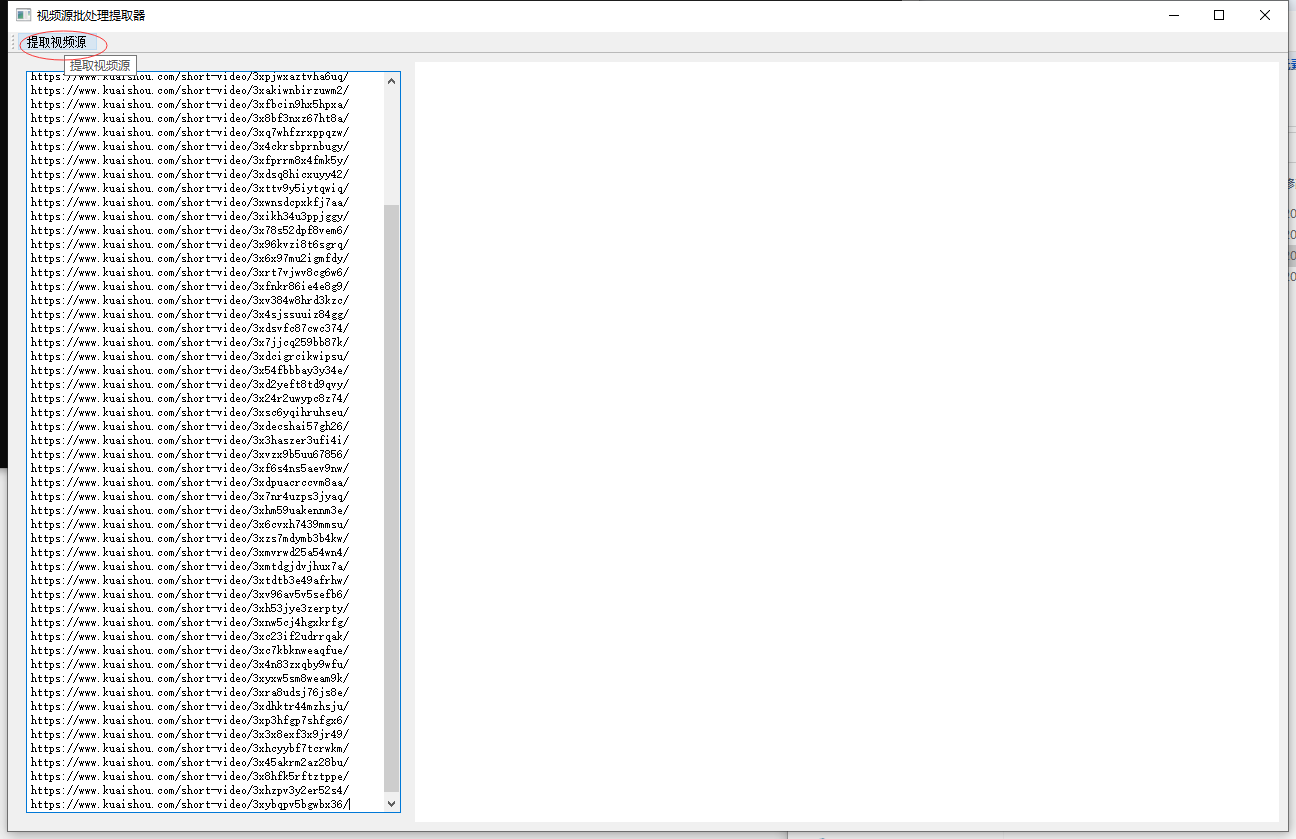 视频源批处理提取器
提取视频源
提取视频源
https://www.kuaishou.com/short-video/3xpjwxaztvha6uq/
https://www.kuaishou.com/short-video/3xakiwnbirzuwm2/
https://www.kuaishou.com/short-video/3xfbcin9hx5hpxa/
https://www.kuaishou.com/short-video/3x8bf3nxz67ht8a/
https://www.kuaishou.com/short-video/3xq7whfzrxppqzw/
https://www.kuaishou.com/short-video/3x4ckrsbprnbugy/
https://www.kuaishou.com/short-video/3xfprrm8x4fmk5y/
https://www.kuaishou.com/short-video/3xdsq8hicxuyy42/
https://www.kuaishou.com/short-video/3xttv9y5iytqwiq/
https://www.kuaishou.com/short-video/3xwnsdcpxkfj7aa/
https://www.kuaishou.com/short-video/3xikh34u3ppjggy/
https://www.kuaishou.com/short-video/3x78s52dpf8vem6/
https://www.kuaishou.com/short-video/3x96kvzi8t6sgrq/
https://www.kuaishou.com/short-video/3x6x97mu2igmfdy/
https://www.kuaishou.com/short-video/3xrt7vjwv8cg6w6/
https://www.kuaishou.com/short-video/3xfnkr86ie4e8g9/
https://www.kuaishou.com/short-video/3xv384w8hrd3kzc/
https://www.kuaishou.com/short-video/3x4sjssuuiz84gg/
https://www.kuaishou.com/short-video/3xdsvfc87cwc374/
https://www.kuaishou.com/short-video/3x7jjcq259bb87k/
https://www.kuaishou.com/short-video/3xdcigrcikwipsu/
https://www.kuaishou.com/short-video/3x54fbbbay3y34e/
https://www.kuaishou.com/short-video/3xd2yeft8td9qvy/
https://www.kuaishou.com/short-video/3x24r2uwypc8z74/
https://www.kuaishou.com/short-video/3xsc6yqihruhseu/
https://www.kuaishou.com/short-video/3xdecshai57gh26/
https://www.kuaishou.com/short-video/3x3haszer3ufi4i/
https://www.kuaishou.com/short-video/3xvzx9b5uu67856/
https://www.kuaishou.com/short-video/3xf6s4ns5aev9nw/
https://www.kuaishou.com/short-video/3xdpuacrccvm8aa/
https://www.kuaishou.com/short-video/3x7nr4uzps3jyaq/
https://www.kuaishou.com/short-video/3xhm59uakennm3e/
https://www.kuaishou.com/short-video/3x6cvxh7439mmsu/
https://www.kuaishou.com/short-video/3xzs7mdymb3b4kw/
https://www.kuaishou.com/short-video/3xmvrwd25a54wn4/
https://www.kuaishou.com/short-video/3xmtdgjdvjhux7a/
https://www.kuaishou.com/short-video/3xtdtb3e49afrhw/
https://www.kuaishou.com/short-video/3xv96av5v5sefb6/
https://www.kuaishou.com/short-video/3xh53jye3zerpty/
https://www.kuaishou.com/short-video/3xnw5cj4hgxkrfg/
https://www.kuaishou.com/short-video/3xc23if2udrrqak/
https://www.kuaishou.com/short-video/3xc7kbknweaqfue/
https://www.kuaishou.com/short-video/3x4n83zxqby9wfu/
https://www.kuaishou.com/short-video/3xyxw5sm8weam9k/
https://www.kuaishou.com/short-video/3xra8udsj76js8e/
https://www.kuaishou.com/short-video/3xdhktr44mzhsju/
https://www.kuaishou.com/short-video/3xp3hfgp7shfgx6/
https://www.kuaishou.com/short-video/3x3x8exf3x9jr49/
https://www.kuaishou.com/short-video/3xhcyybf7tcrwkm/
https://www.kuaishou.com/short-video/3x45akrm2az28bu/
https://www.kuaishou.com/short-video/3x8hfk5rftztppe/
https://www.kuaishou.com/short-video/3xhzpv3y2er52s4/
https://www.kuaishou.com/short-video/3xybqpv5bgwbx36/